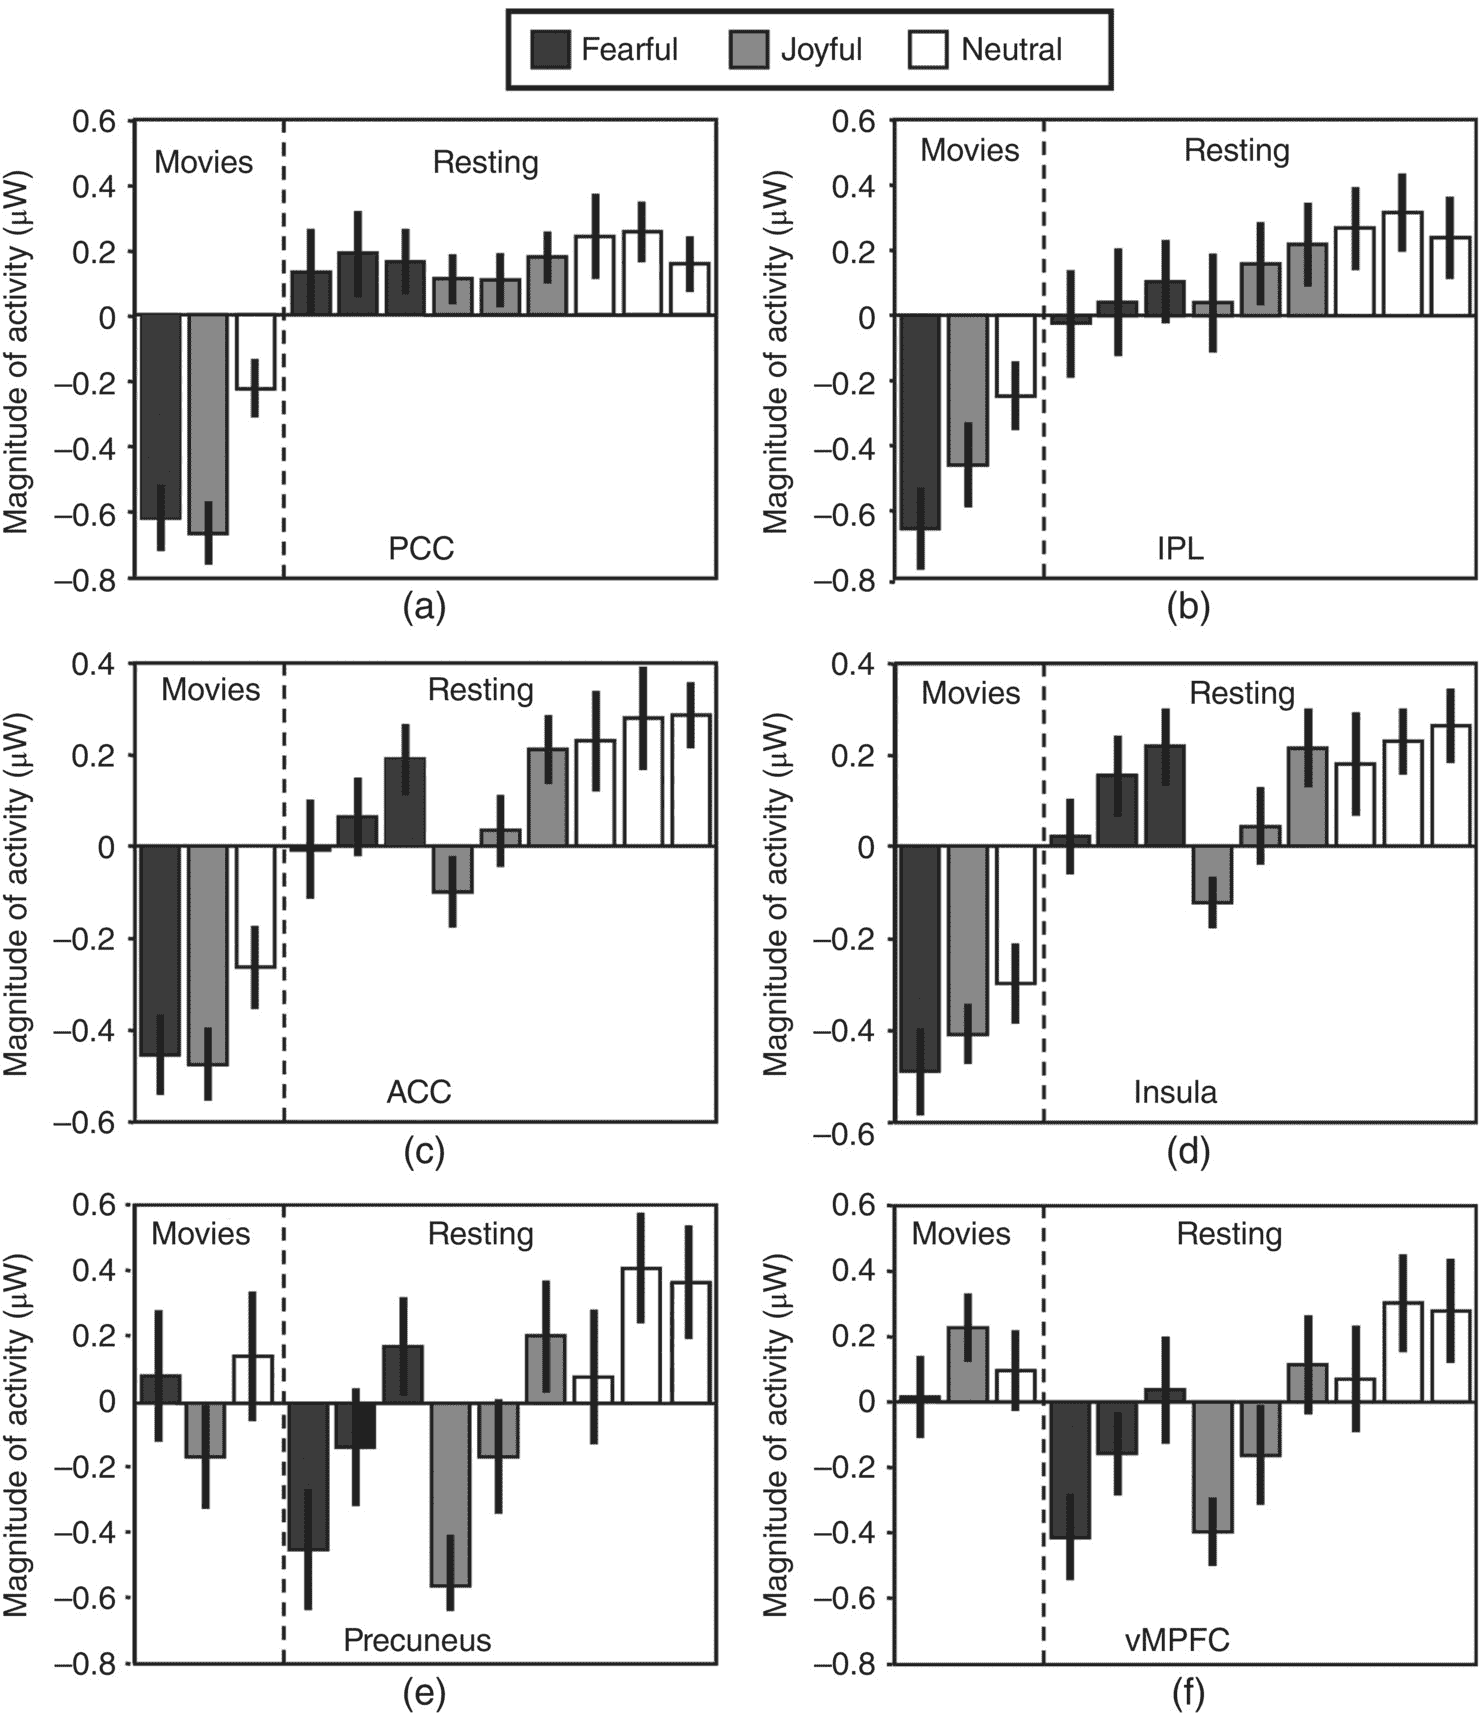 Fearful Joyful Neutral
Magnitude of activity (μW)
0.6
0.4
0.2
0
−0.2
−0.4
−0.6
−0.8
Movies
Resting
PCC
(a)
Magnitude of activity (μW)
0.6
0.4
0.2
0
−0.2
−0.4
−0.6
−0.8
Movies
Resting
IPL
(b)
Magnitude of activity (μW)
0.4
0.2
0
−0.2
−0.4
−0.6
Movies
Resting
ACC
(c)
Magnitude of activity (μW)
0.4
0.2
0
−0.2
−0.4
−0.6
Movies
Resting
Insula
(d)
Magnitude of activity (μW)
0.6
0.4
0.2
0
−0.2
−0.4
−0.6
−0.8
Movies
Resting
Precuneus
(e)
Magnitude of activity (μW)
0.6
0.4
0.2
0
−0.2
−0.4
−0.6
−0.8
Movies
Resting
vMPFC
(f)